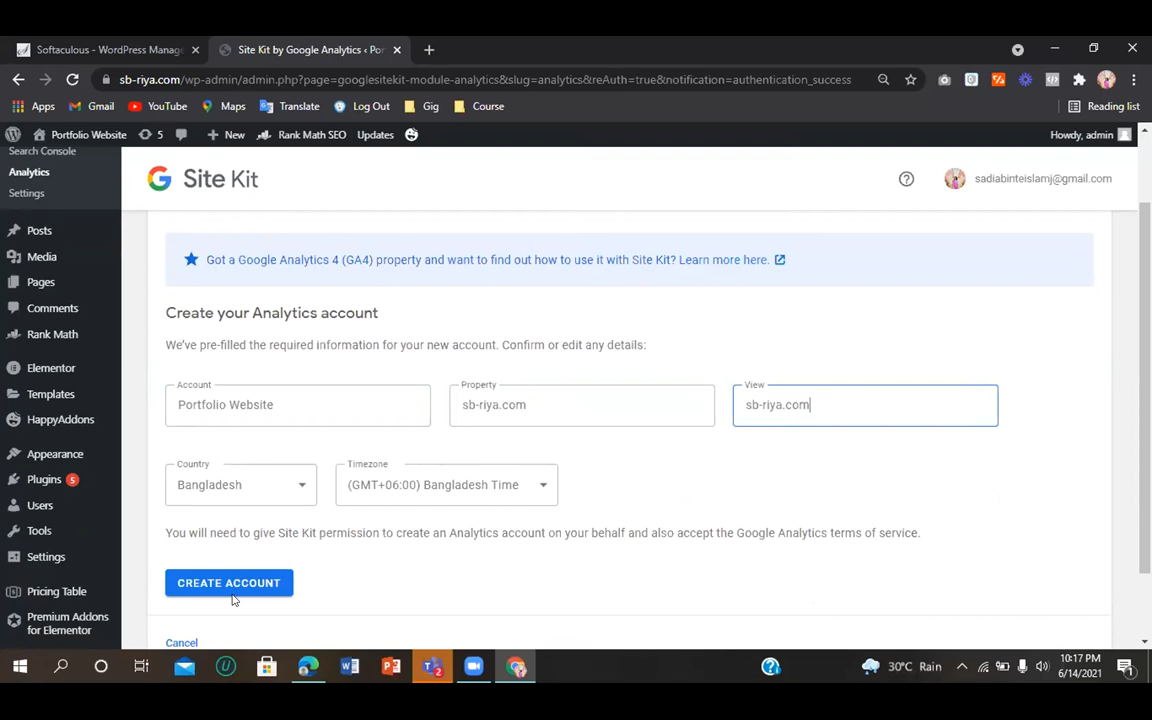 Softaculous - WordPress Manag
Site Kit by Google Analytics ‹ Por
sb-riya.com/wp-admin/admin.php?page=googlesitekit-module-analytics&slug=analytics&reAuth=true&notification=authentication_success
Apps Gmail YouTube Maps Translate Log Out Gig Course Reading list
Portfolio Website 5 New Rank Math SEO Updates Howdy, admin
Search Console
Analytics
Settings
Posts
Media
Pages
Comments
Rank Math
Elementor
Templates
HappyAddons
Appearance
Plugins 5
Users
Tools
Settings
Pricing Table
Premium Addons
for Elementor
G Site Kit
sadiabinteislamj@gmail.com
Got a Google Analytics 4 (GA4) property and want to find out how to use it with Site Kit? Learn more here.
Create your Analytics account
We've pre-filled the required information for your new account. Confirm or edit any details:
Account Property View
Portfolio Website sb-riya.com sb-riya.com
Country Timezone
Bangladesh (GMT+06:00) Bangladesh Time
You will need to give Site Kit permission to create an Analytics account on your behalf and also accept the Google Analytics terms of service.
CREATE ACCOUNT
Cancel
30°C Rain
10:17 PM
6/14/2021